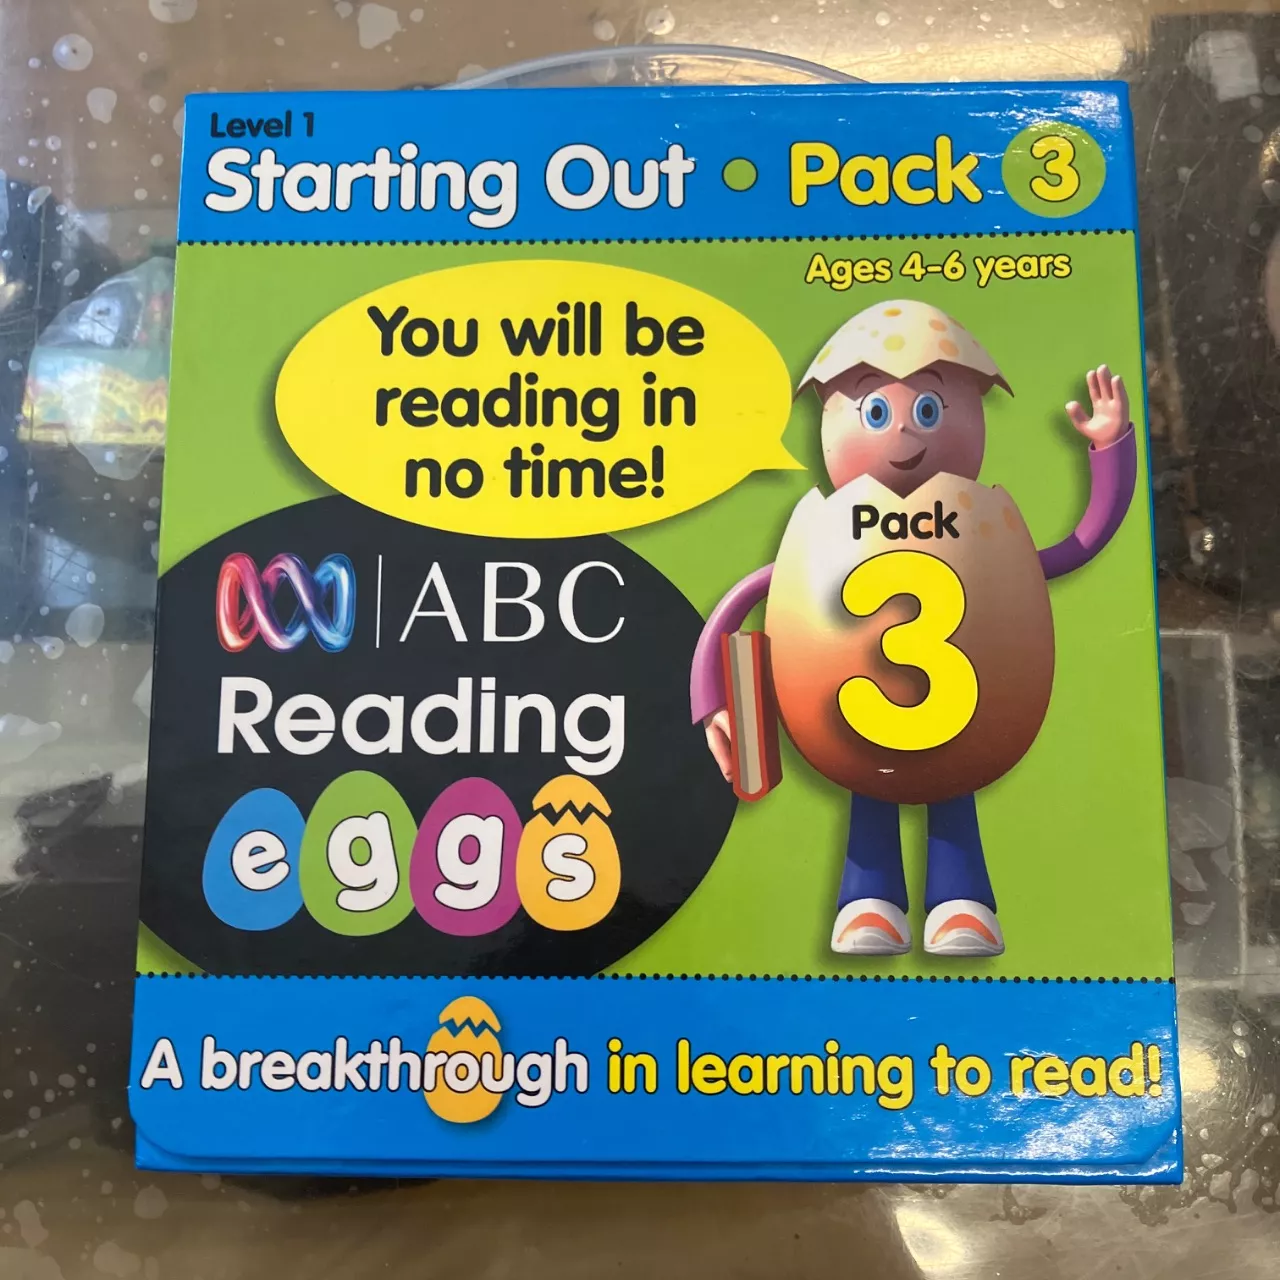 Level 1
Starting Out • Pack 3
Ages 4-6 years
You will be
reading in
no time!
Pack
3
ABC
Reading
eggs
A breakthrough in learning to read!